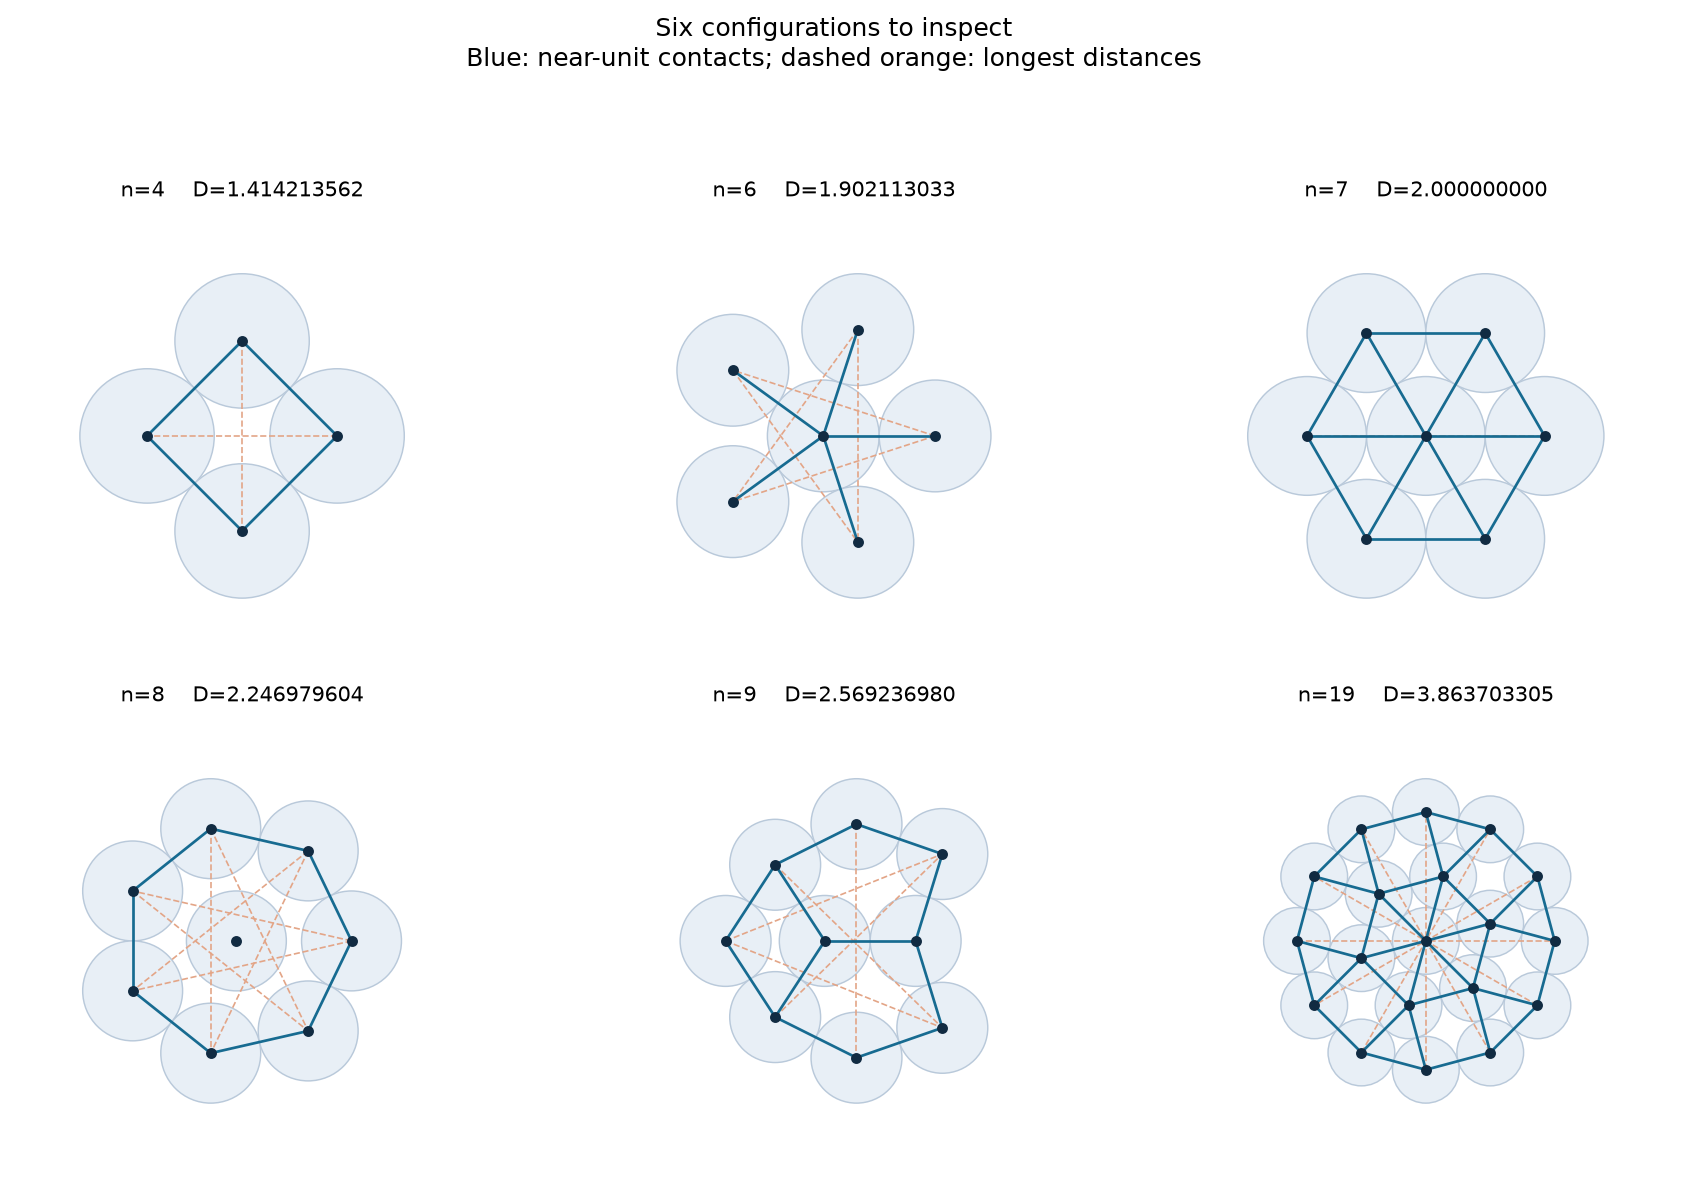 Six configurations to inspect
Blue: near-unit contacts; dashed orange: longest distances
n=4    D=1.414213562
n=6    D=1.902113033
n=7    D=2.000000000
n=8    D=2.246979604
n=9    D=2.569236980
n=19    D=3.863703305